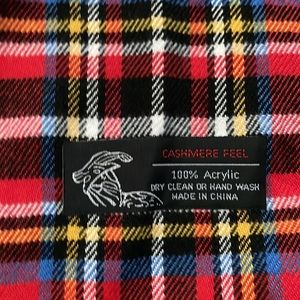 CASHMERE FEEL
100% Acrylic
DRY CLEAN OR HAND WASH
MADE IN CHINA